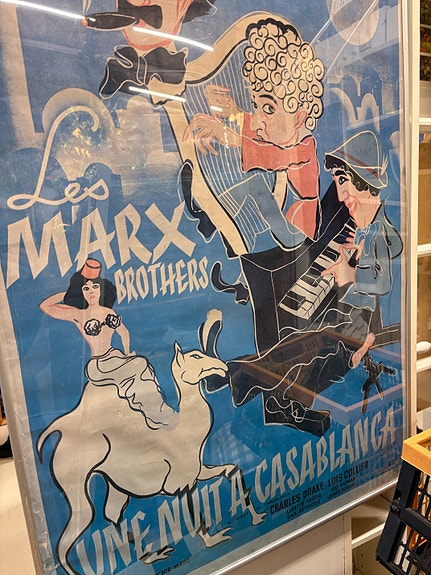 Les
MARX
BROTHERS
UNE NUIT A CASABLANCA
CHARLES DRAKE LOIS COLLIER